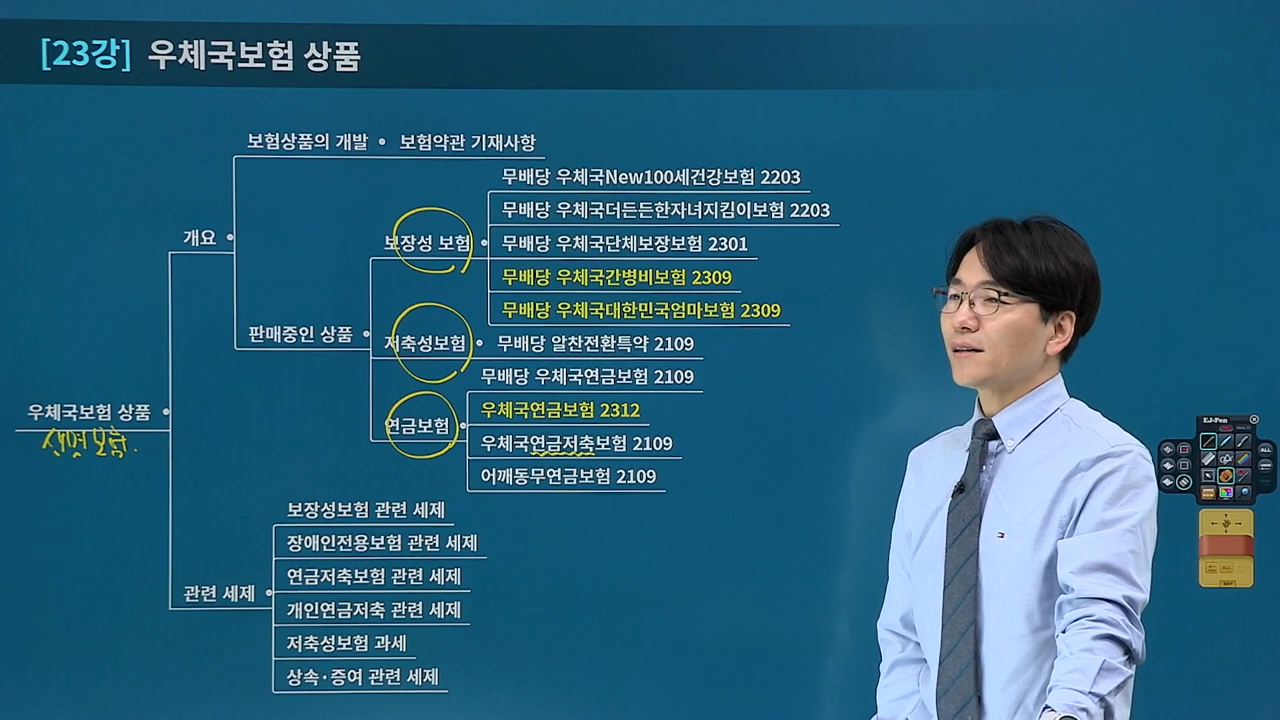 [23강] 우체국보험 상품
보험상품의 개발 • 보험약관 기재사항
무배당 우체국New100세건강보험 2203
무배당 우체국더든든한자녀지킴이보험 2203
개요
보장성 보험
무배당 우체국단체보장보험 2301
무배당 우체국간병비보험 2309
무배당 우체국대한민국엄마보험 2309
판매중인 상품
저축성보험 • 무배당 알찬전환특약 2109
무배당 우체국연금보험 2109
우체국보험 상품
생명보험.
우체국연금보험 2312
연금보험
우체국연금저축보험 2109
어깨동무연금보험 2109
보장성보험 관련 세제
장애인전용보험 관련 세제
연금저축보험 관련 세제
관련 세제
개인연금저축 관련 세제
저축성보험 과세
상속·증여 관련 세제
EJ-Pen
ALL
ALL